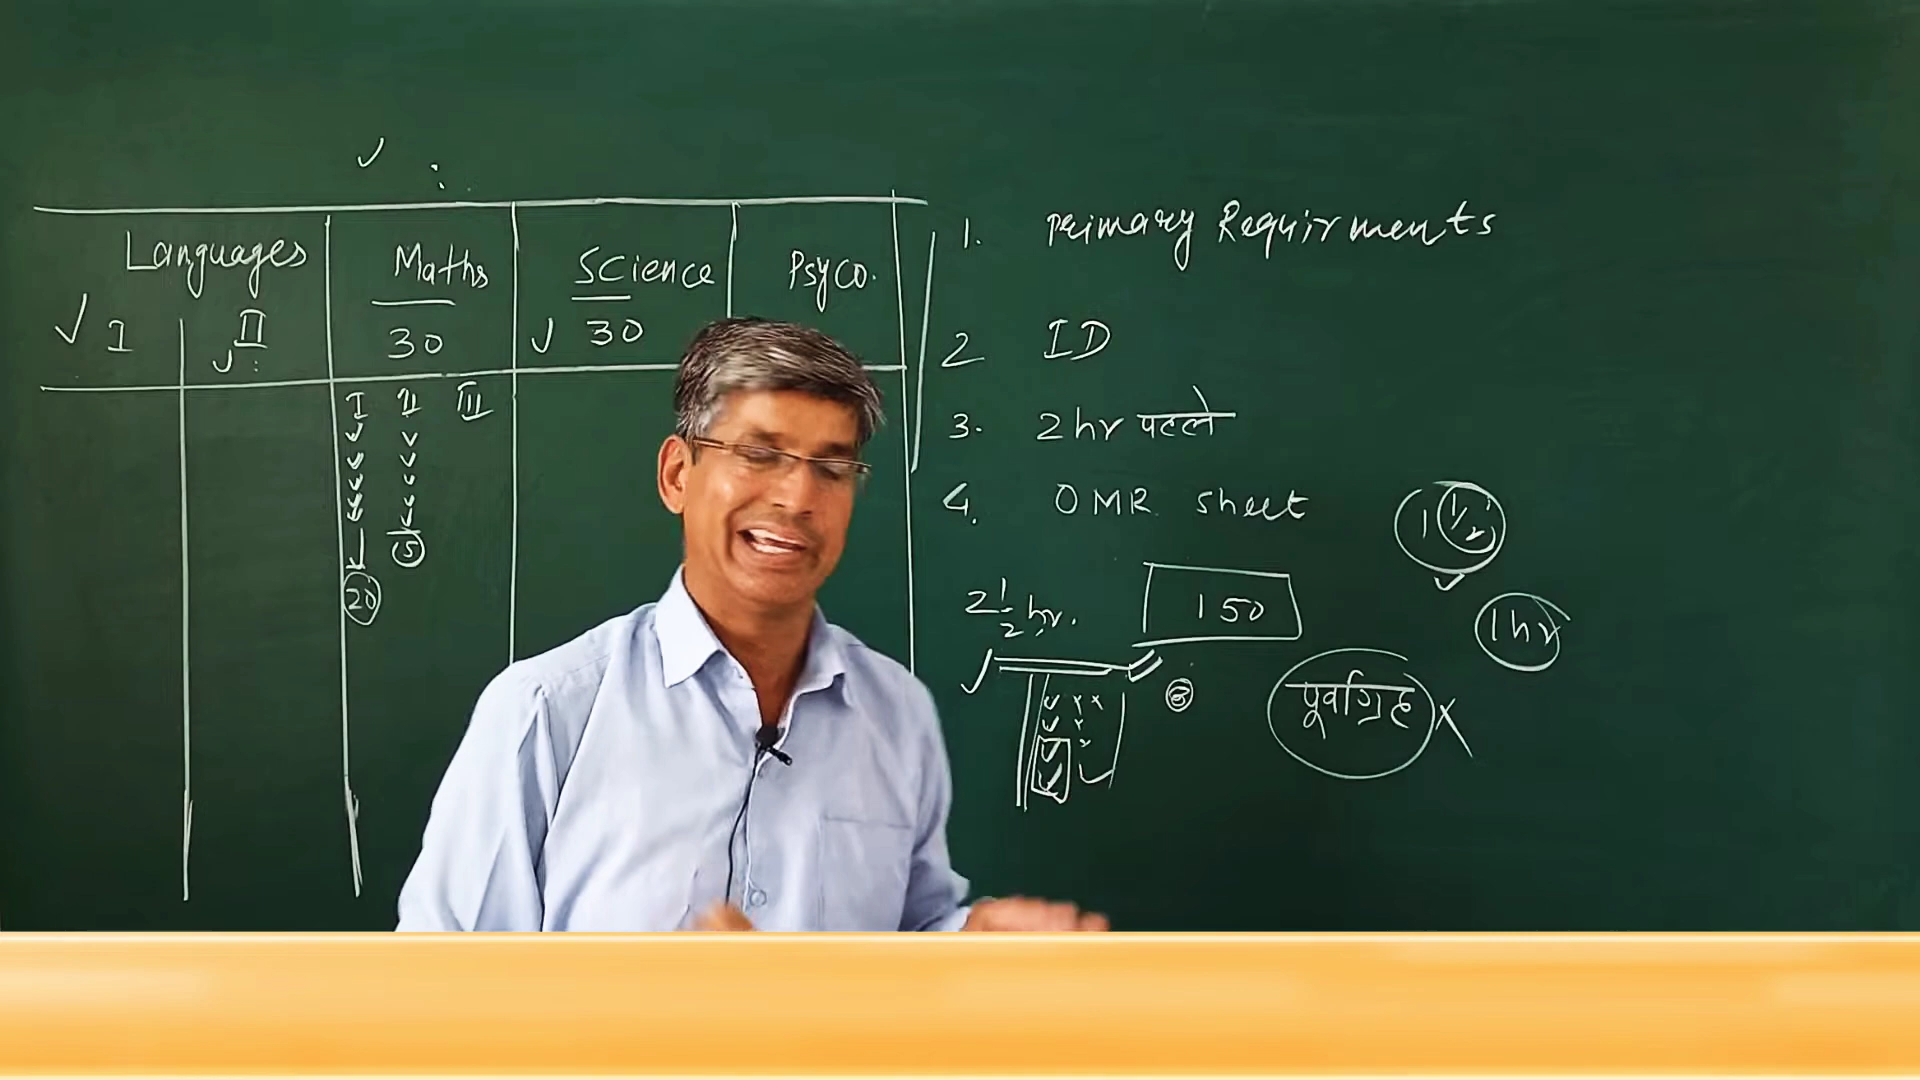 Languages Maths SCience Psyco.
I II 30 30
I II III
5
20
1. Primary Requirments
2 ID
3. 2 hr पहले
4. OMR sheet
1 1/2
2 1/2 hr. 150
1 hr
3
पूर्वाग्रह X